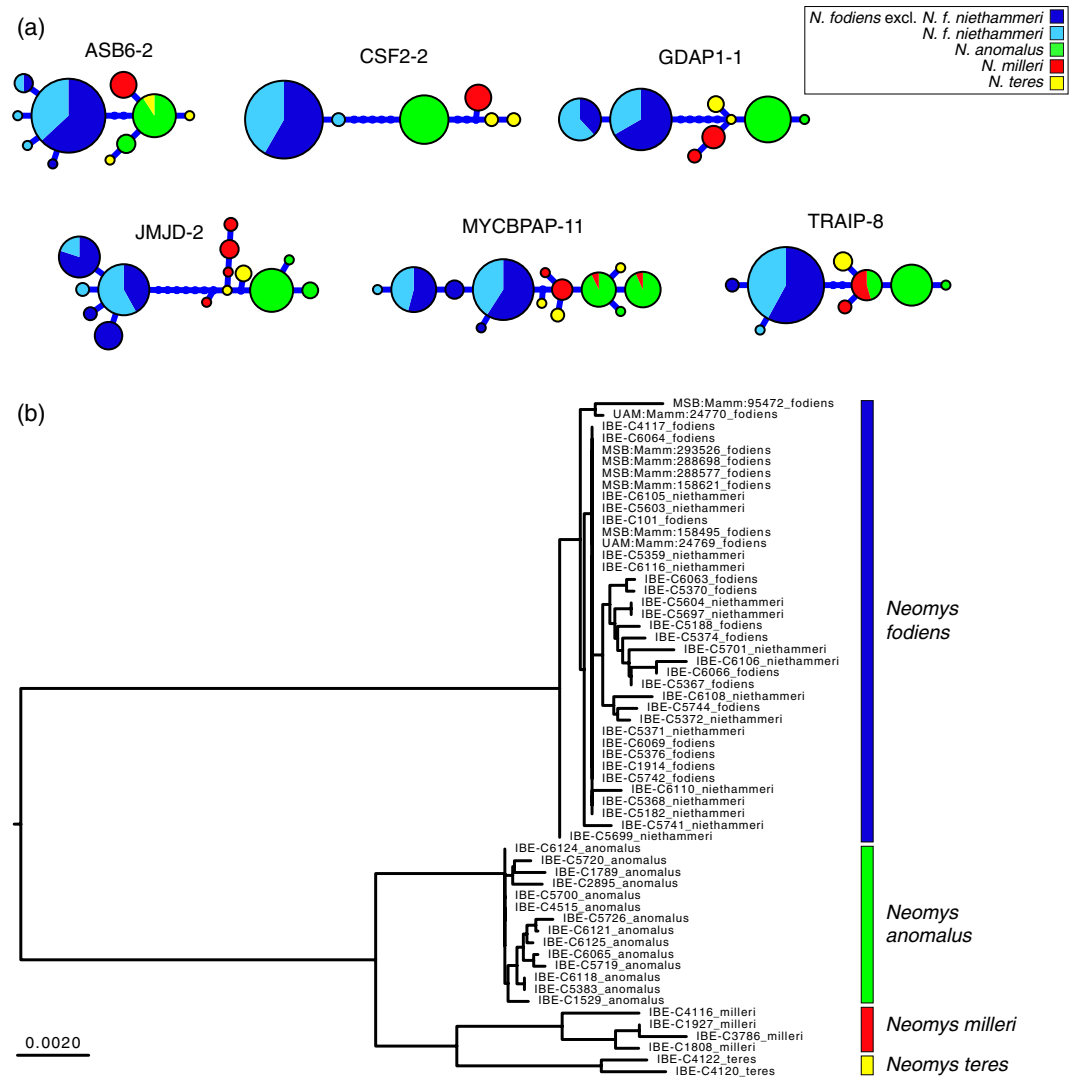 (a)
N. fodiens excl. N. f. niethammeri
N. f. niethammeri
N. anomalus
N. milleri
N. teres
ASB6-2
CSF2-2
GDAP1-1
JMJD-2
MYCBPAP-11
TRAIP-8
(b)
MSB:Mamm:95472_fodiens
UAM:Mamm:24770_fodiens
IBE-C4117_fodiens
IBE-C6064_fodiens
MSB:Mamm:293526_fodiens
MSB:Mamm:288698_fodiens
MSB:Mamm:288577_fodiens
MSB:Mamm:158621_fodiens
IBE-C6105_niethammeri
IBE-C5603_niethammeri
IBE-C101_fodiens
MSB:Mamm:158495_fodiens
UAM:Mamm:24769_fodiens
IBE-C5359_niethammeri
IBE-C6116_niethammeri
IBE-C6063_fodiens
IBE-C5370_fodiens
IBE-C5604_niethammeri
IBE-C5697_niethammeri
IBE-C5188_fodiens
IBE-C5374_fodiens
IBE-C5701_niethammeri
IBE-C6106_niethammeri
IBE-C6066_fodiens
IBE-C5367_fodiens
IBE-C6108_niethammeri
IBE-C5744_fodiens
IBE-C5372_niethammeri
IBE-C5371_niethammeri
IBE-C6069_fodiens
IBE-C5376_fodiens
IBE-C1914_fodiens
IBE-C5742_fodiens
IBE-C6110_niethammeri
IBE-C5368_niethammeri
IBE-C5182_niethammeri
IBE-C5741_niethammeri
IBE-C5699_niethammeri
Neomys
fodiens
IBE-C6124_anomalus
IBE-C5720_anomalus
IBE-C1789_anomalus
IBE-C2895_anomalus
IBE-C5700_anomalus
IBE-C4515_anomalus
IBE-C5726_anomalus
IBE-C6121_anomalus
IBE-C6125_anomalus
IBE-C6065_anomalus
IBE-C5719_anomalus
IBE-C6118_anomalus
IBE-C5383_anomalus
IBE-C1529_anomalus
Neomys
anomalus
IBE-C4116_milleri
IBE-C1927_milleri
IBE-C3786_milleri
IBE-C1808_milleri
Neomys milleri
IBE-C4122_teres
IBE-C4120_teres
Neomys teres
0.0020